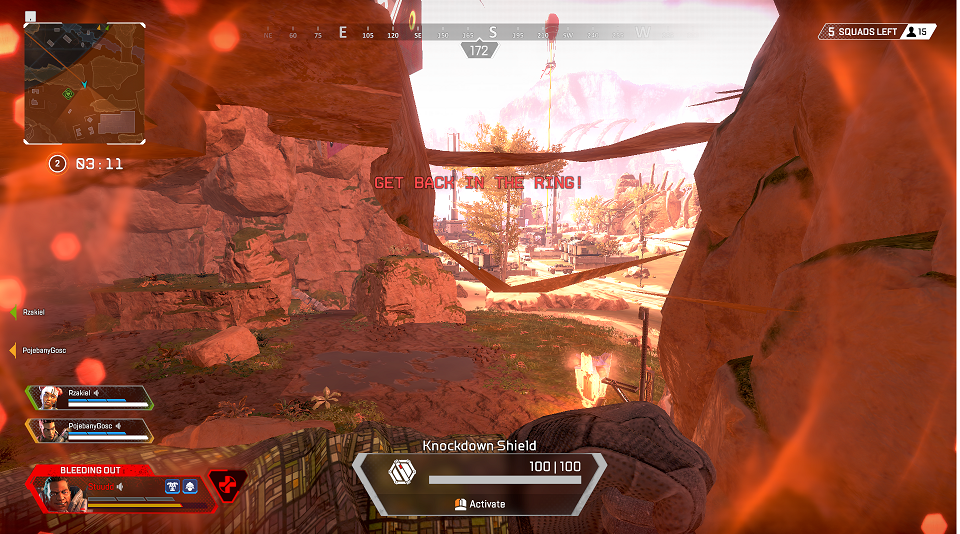 NE 60 75 E 105 120 SE 150 165 S 195 210 SW 240 W
172
5 SQUADS LEFT 15
2 03:11
GET BACK IN THE RING!
Rzakiel
PojebanyGosc
Rzakiel
PojebanyGosc
BLEEDING OUT
Knockdown Shield
100 | 100
Activate